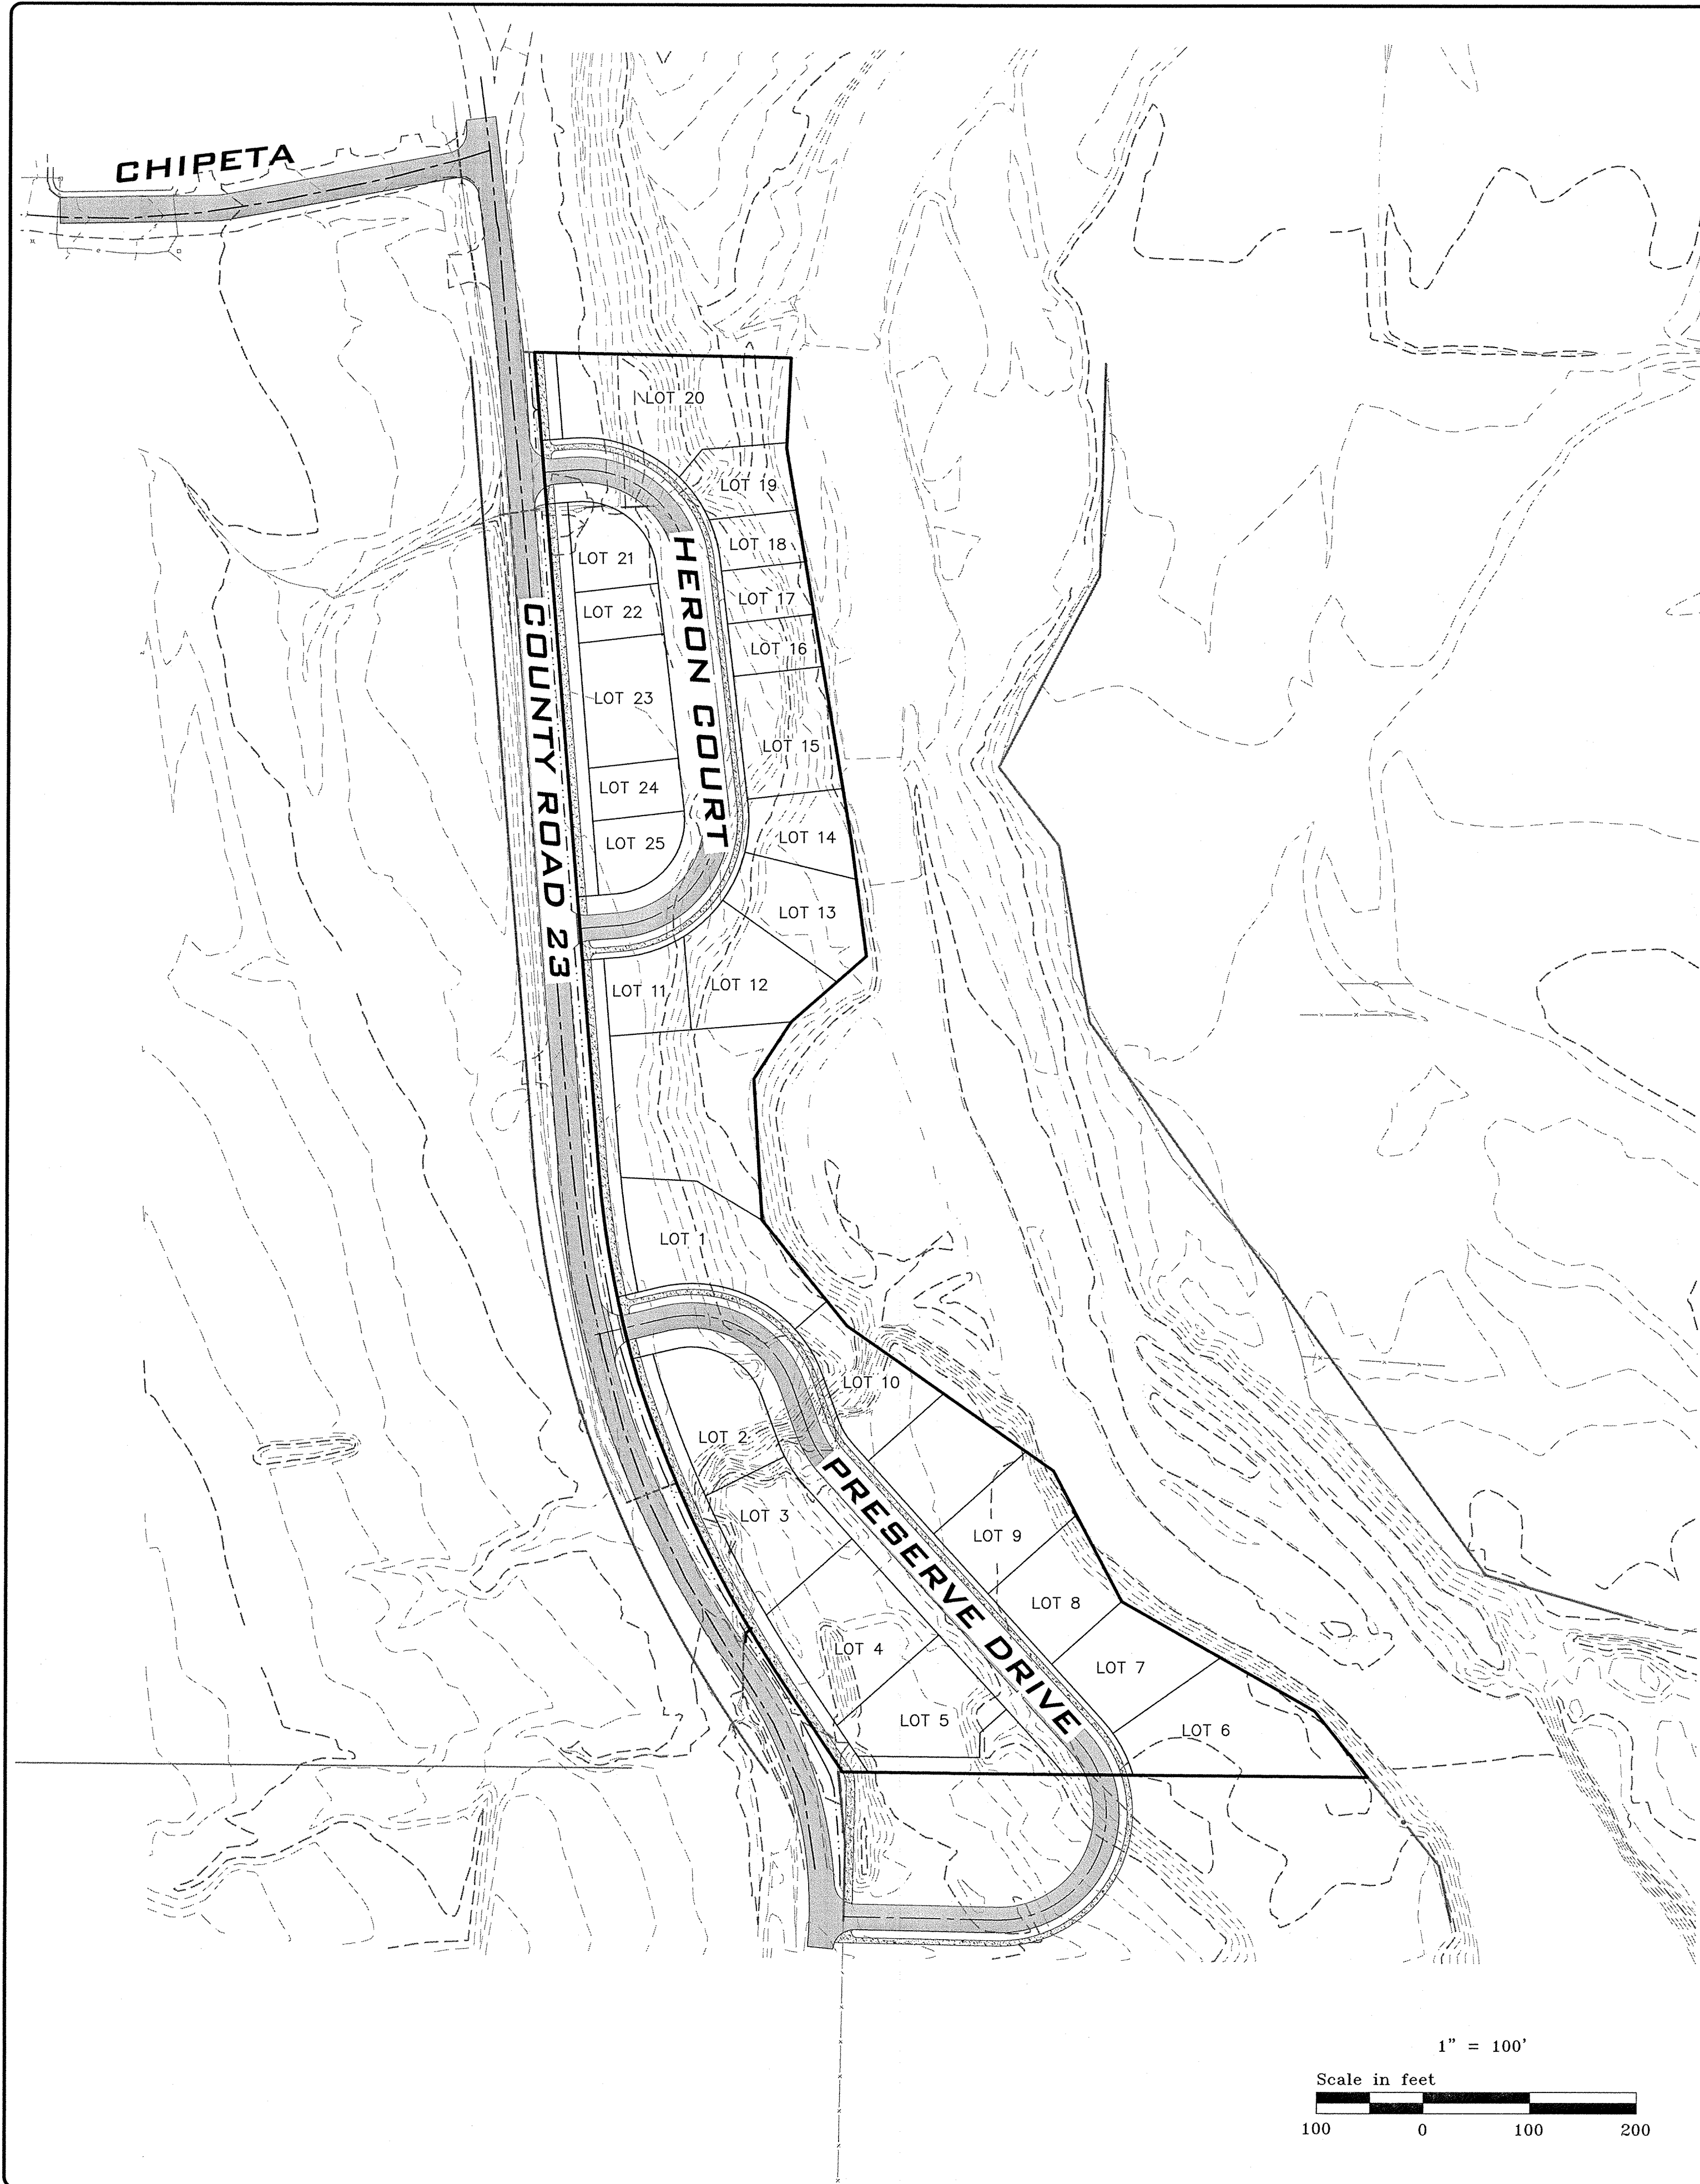 CHIPETA
LOT 20
LOT 19
LOT 18
LOT 21
HERON COURT
LOT 17
COUNTY ROAD 23
LOT 22
LOT 16
LOT 23
LOT 15
LOT 24
LOT 14
LOT 25
LOT 13
LOT 12
LOT 11
LOT 1
LOT 10
LOT 2
PRESERVE DRIVE
LOT 3
LOT 9
LOT 8
LOT 4
LOT 7
LOT 5
LOT 6
1" = 100'
Scale in feet
100 0 100 200